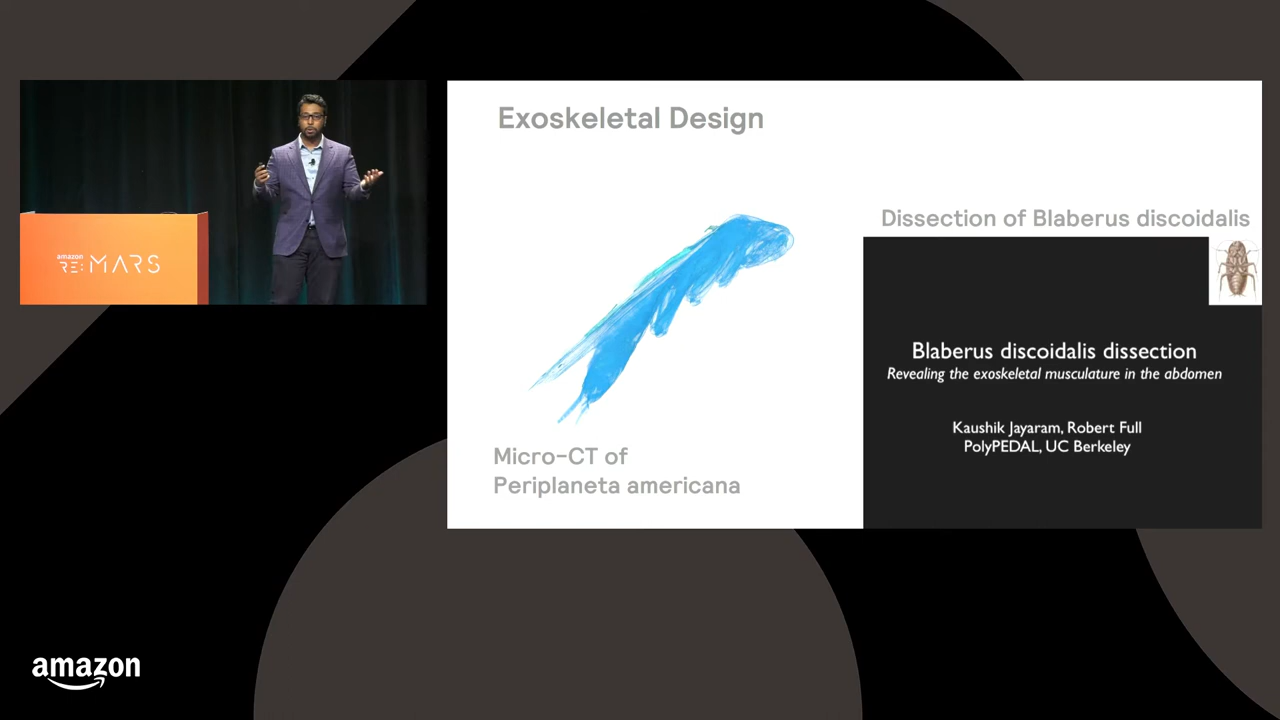 amazon
RE:MARS
Exoskeletal Design
Dissection of Blaberus discoidalis
Blaberus discoidalis dissection
Revealing the exoskeletal musculature in the abdomen
Kaushik Jayaram, Robert Full
PolyPEDAL, UC Berkeley
Micro-CT of
Periplaneta americana
amazon